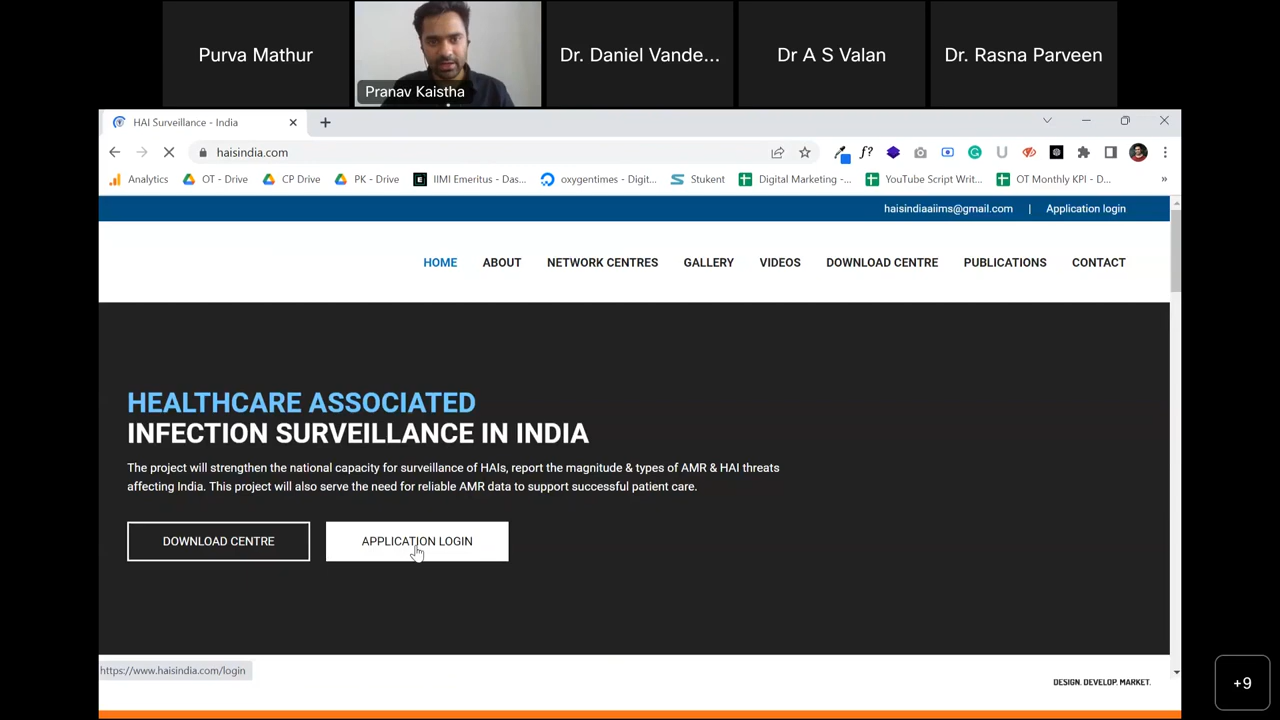 Purva Mathur
Pranav Kaistha
Dr. Daniel Vande...
Dr A S Valan
Dr. Rasna Parveen
HAI Surveillance - India
haisindia.com
Analytics
OT - Drive
CP Drive
PK - Drive
IIMI Emeritus - Das...
oxygentimes - Digit...
Stukent
Digital Marketing -...
YouTube Script Writ...
OT Monthly KPI - D...
haisindiaaiims@gmail.com | Application login
HOME ABOUT NETWORK CENTRES GALLERY VIDEOS DOWNLOAD CENTRE PUBLICATIONS CONTACT
HEALTHCARE ASSOCIATED
INFECTION SURVEILLANCE IN INDIA
The project will strengthen the national capacity for surveillance of HAIs, report the magnitude & types of AMR & HAI threats
affecting India. This project will also serve the need for reliable AMR data to support successful patient care.
DOWNLOAD CENTRE
APPLICATION LOGIN
https://www.haisindia.com/login
DESIGN. DEVELOP. MARKET.
+9